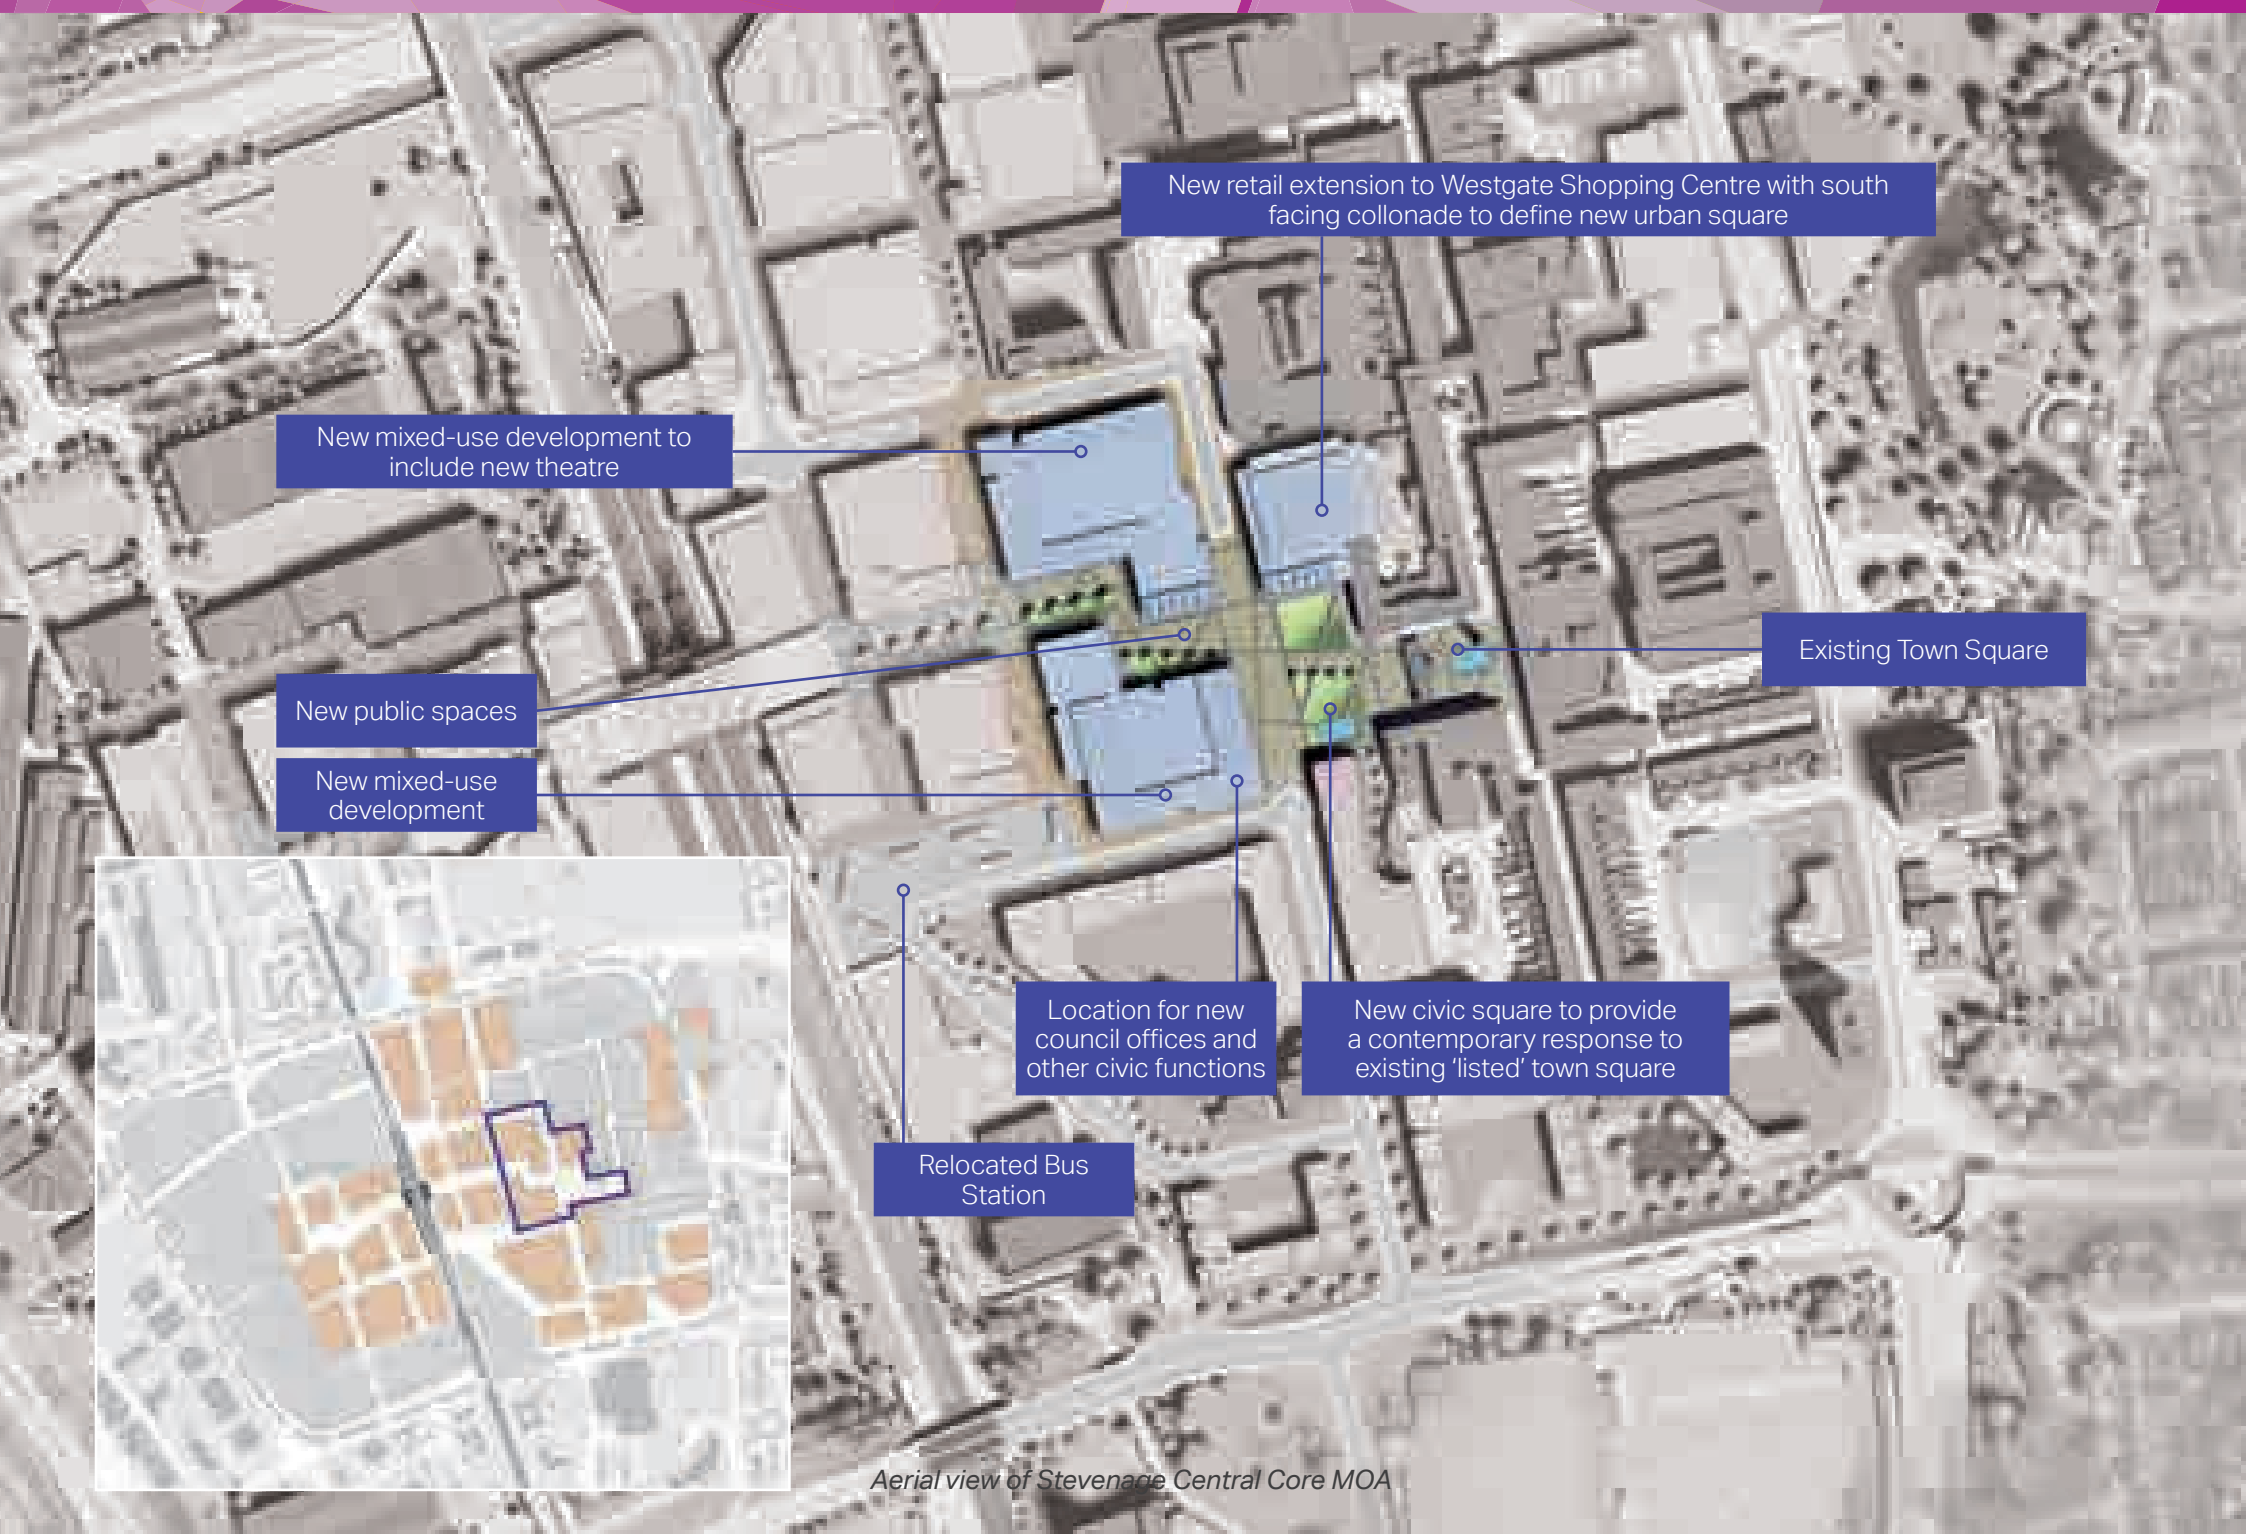 New retail extension to Westgate Shopping Centre with south
facing collonade to define new urban square
New mixed-use development to
include new theatre
Existing Town Square
New public spaces
New mixed-use
development
Location for new
council offices and
other civic functions
New civic square to provide
a contemporary response to
existing ‘listed’ town square
Relocated Bus
Station
Aerial view of Stevenage Central Core MOA